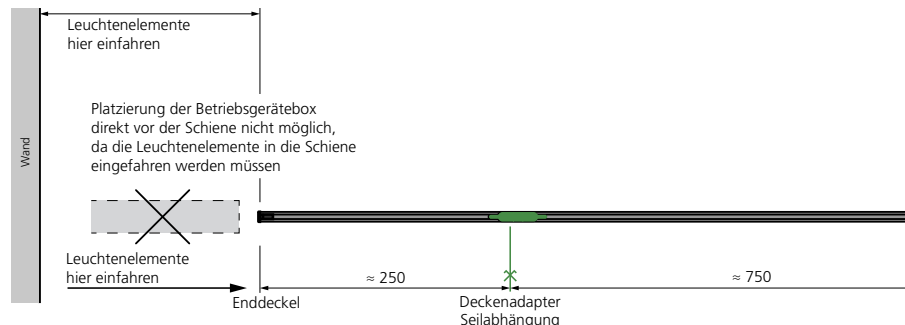 Leuchtenelemente
hier einfahren
Platzierung der Betriebsgerätebox
direkt vor der Schiene nicht möglich,
da die Leuchtenelemente in die Schiene
eingefahren werden müssen
Wand
Leuchtenelemente
hier einfahren
≈ 250
≈ 750
Enddeckel
Deckenadapter
Seilabhängung